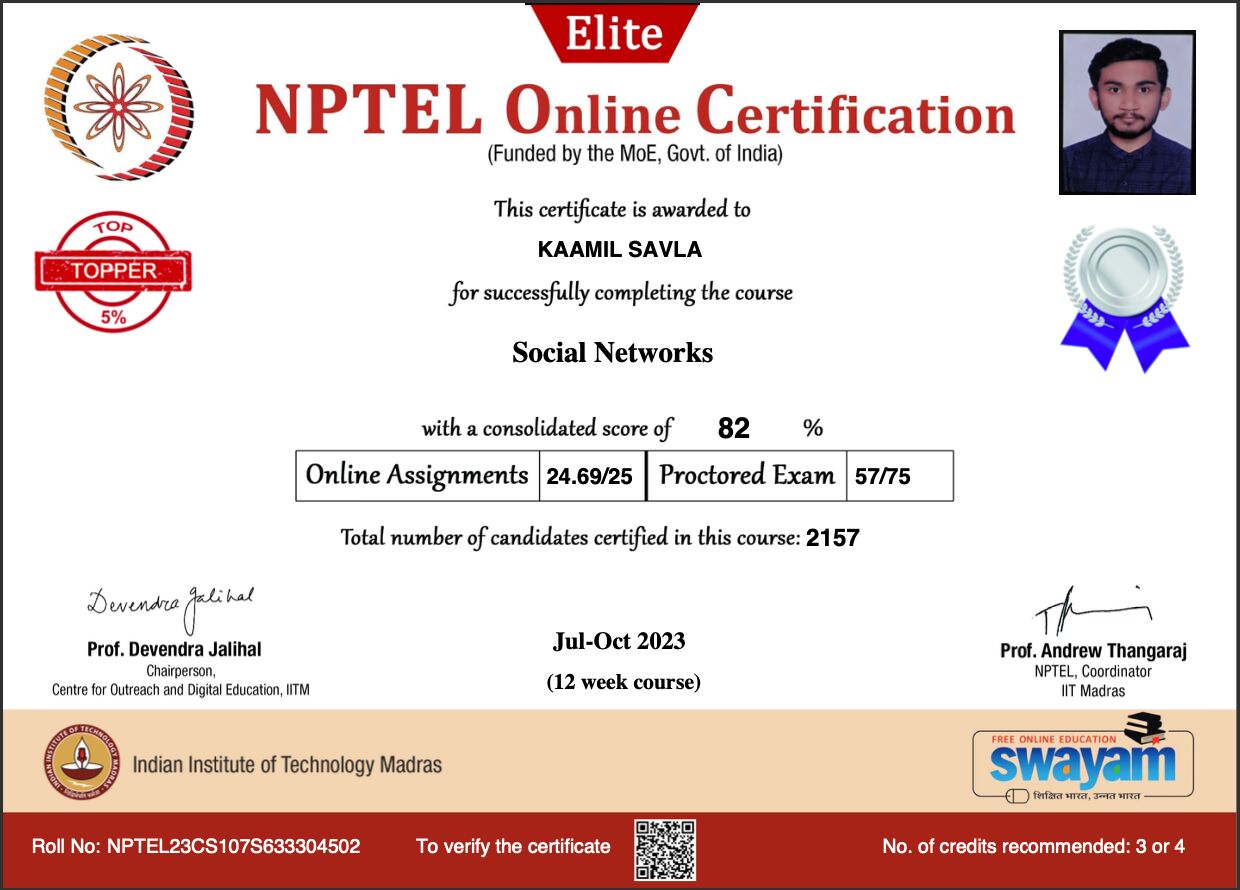 Elite
NPTEL Online Certification
(Funded by the MoE, Govt. of India)
This certificate is awarded to
KAAMIL SAVLA
for successfully completing the course
Social Networks
TOP
TOPPER
5%
with a consolidated score of 82 %
Online Assignments 24.69/25 Proctored Exam 57/75
Total number of candidates certified in this course: 2157
Devendra Jalihal
Prof. Devendra Jalihal
Chairperson,
Centre for Outreach and Digital Education, IITM
Jul-Oct 2023
(12 week course)
Prof. Andrew Thangaraj
NPTEL, Coordinator
IIT Madras
INDIAN INSTITUTE OF TECHNOLOGY MADRAS
Indian Institute of Technology Madras
FREE ONLINE EDUCATION
swayam
शिक्षित भारत, उन्नत भारत
Roll No: NPTEL23CS107S633304502 To verify the certificate No. of credits recommended: 3 or 4